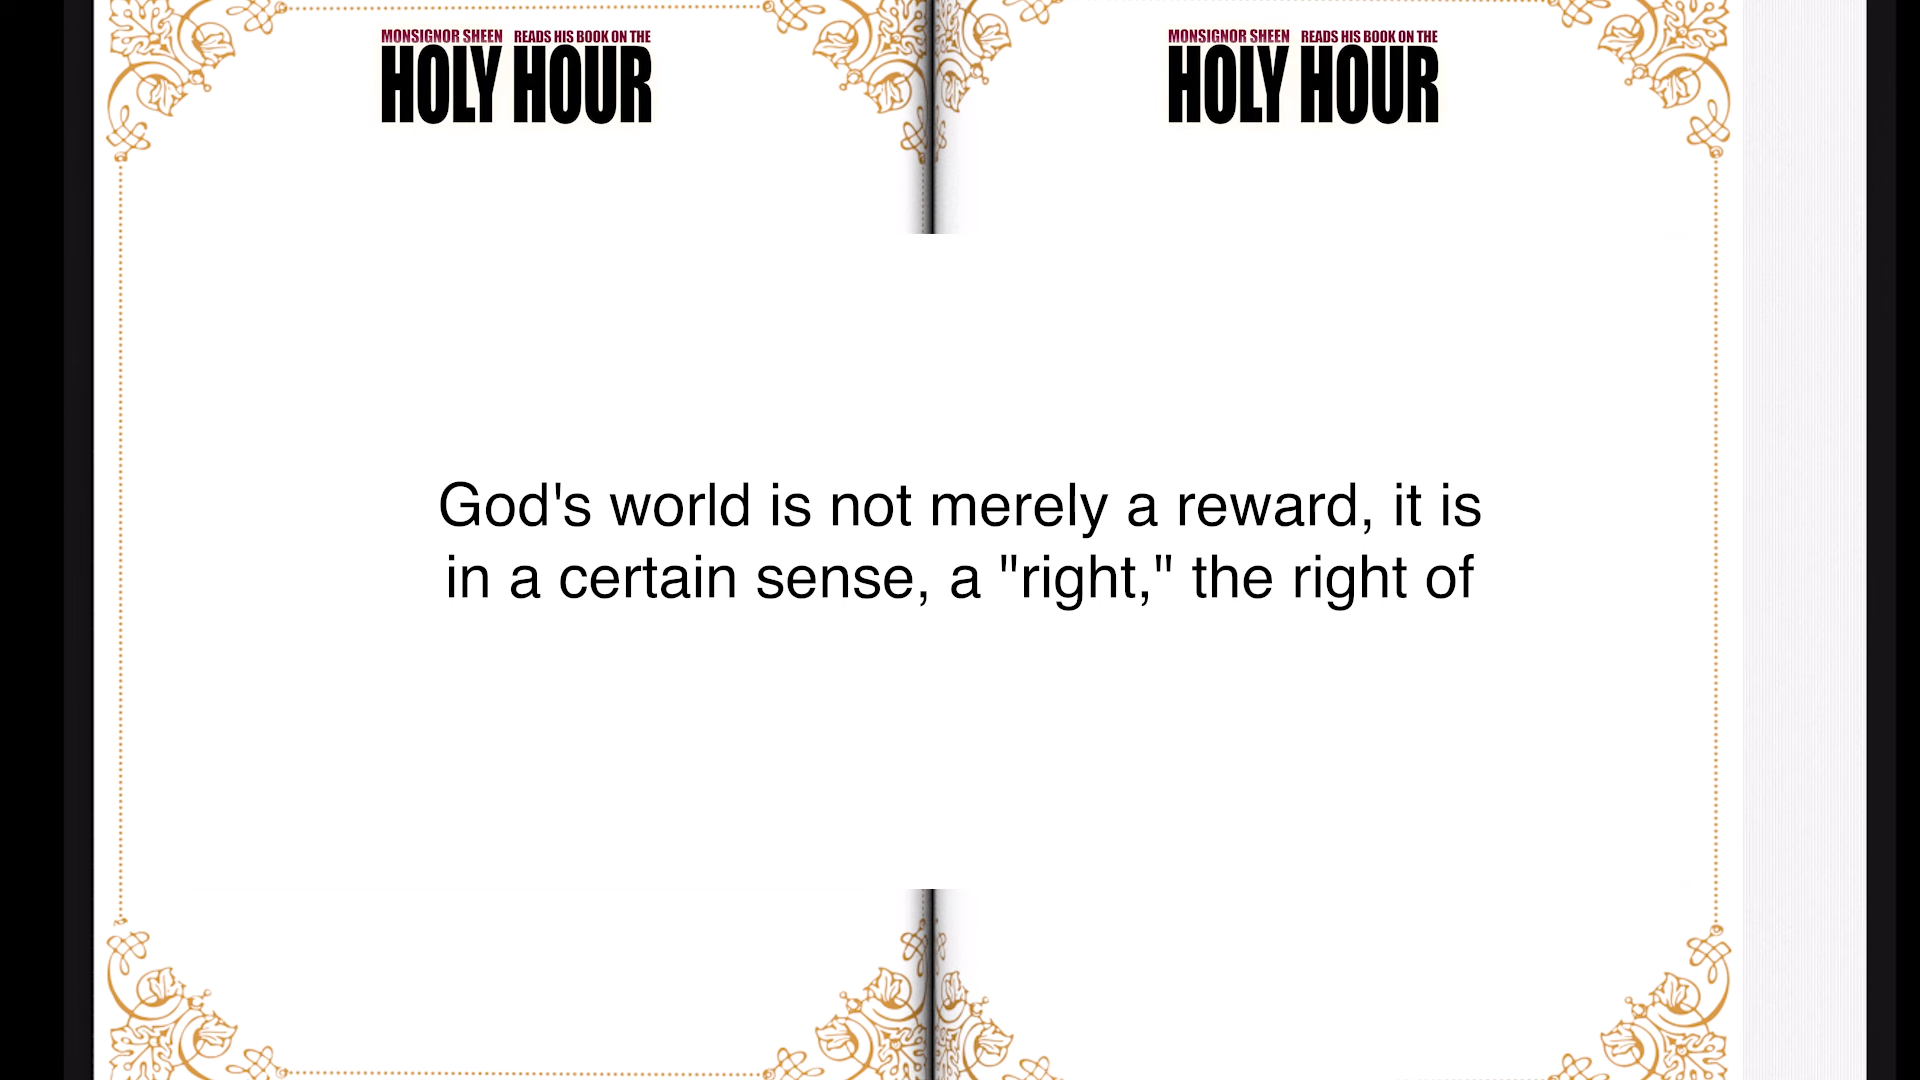 MONSIGNOR SHEEN READS HIS BOOK ON THE
HOLY HOUR
MONSIGNOR SHEEN READS HIS BOOK ON THE
HOLY HOUR
God's world is not merely a reward, it is
in a certain sense, a "right," the right of